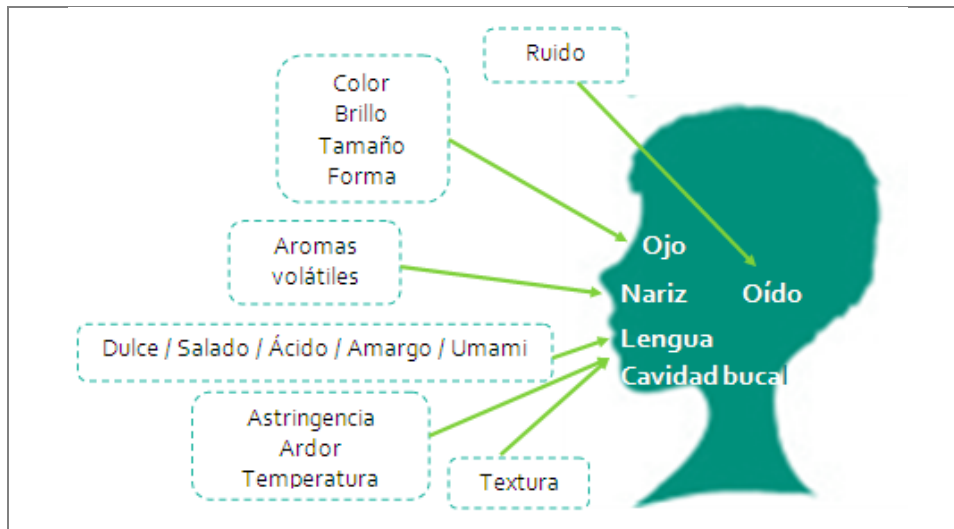 Ruido
Color
Brillo
Tamaño
Forma
Ojo
Aromas
volátiles
Nariz
Oído
Dulce / Salado / Ácido / Amargo / Umami
Lengua
Cavidad bucal
Astringencia
Ardor
Temperatura
Textura